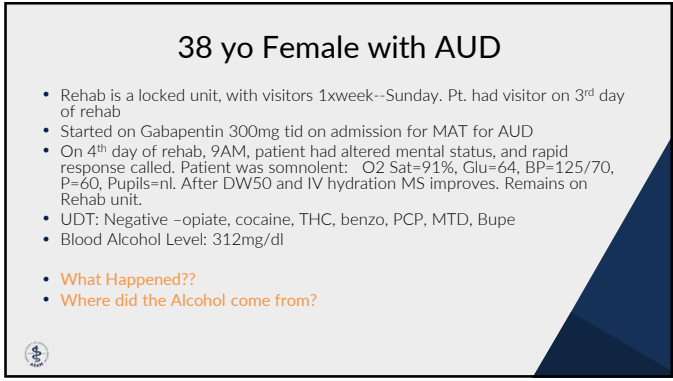 38 yo Female with AUD
• Rehab is a locked unit, with visitors 1xweek--Sunday. Pt. had visitor on 3rd day
of rehab
• Started on Gabapentin 300mg tid on admission for MAT for AUD
• On 4th day of rehab, 9AM, patient had altered mental status, and rapid
response called. Patient was somnolent: O2 Sat=91%, Glu=64, BP=125/70,
P=60, Pupils=nl. After DW50 and IV hydration MS improves. Remains on
Rehab unit.
• UDT: Negative –opiate, cocaine, THC, benzo, PCP, MTD, Bupe
• Blood Alcohol Level: 312mg/dl
• What Happened??
• Where did the Alcohol come from?